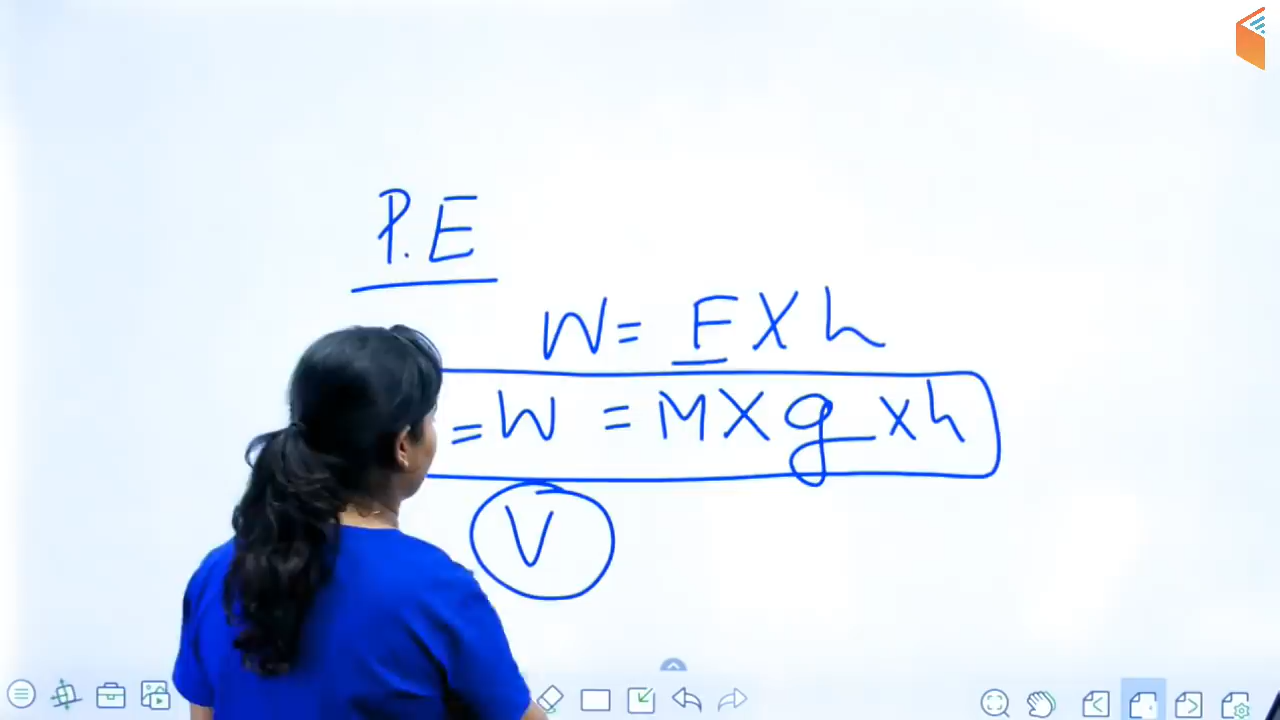 P.E
W = F X h
= W = M X g X h
V